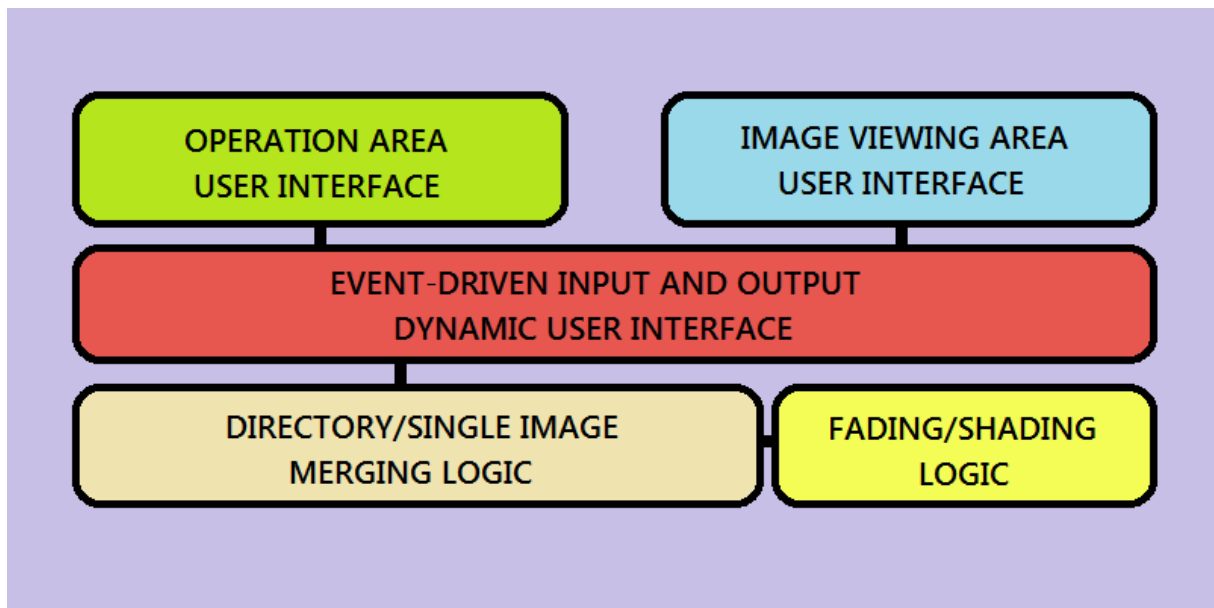 OPERATION AREA
USER INTERFACE
IMAGE VIEWING AREA
USER INTERFACE
EVENT-DRIVEN INPUT AND OUTPUT
DYNAMIC USER INTERFACE
DIRECTORY/SINGLE IMAGE
MERGING LOGIC
FADING/SHADING
LOGIC